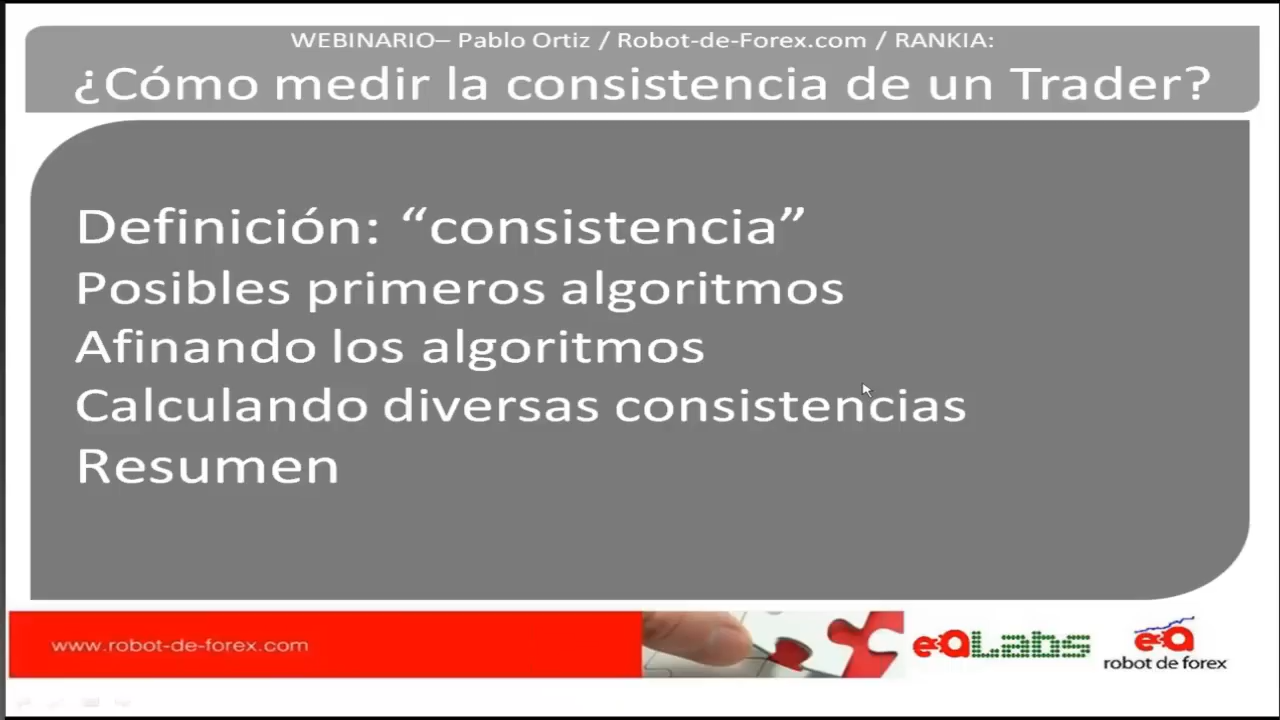 WEBINARIO– Pablo Ortiz / Robot-de-Forex.com / RANKIA:
¿Cómo medir la consistencia de un Trader?
Definición: “consistencia”
Posibles primeros algoritmos
Afinando los algoritmos
Calculando diversas consistencias
Resumen
www.robot-de-forex.com
eaLabs
ea
robot de forex